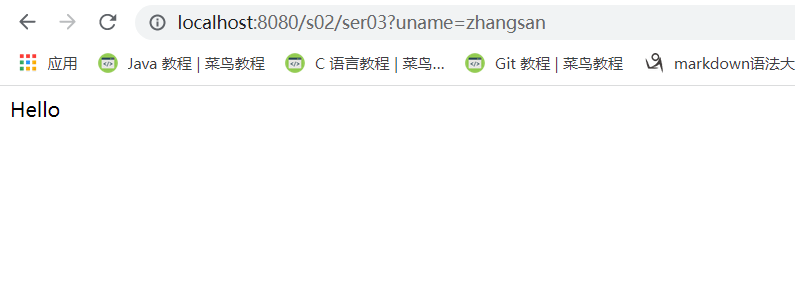 localhost:8080/s02/ser03?uname=zhangsan
应用 Java 教程 | 菜鸟教程 C 语言教程 | 菜鸟... Git 教程 | 菜鸟教程 markdown语法大
Hello